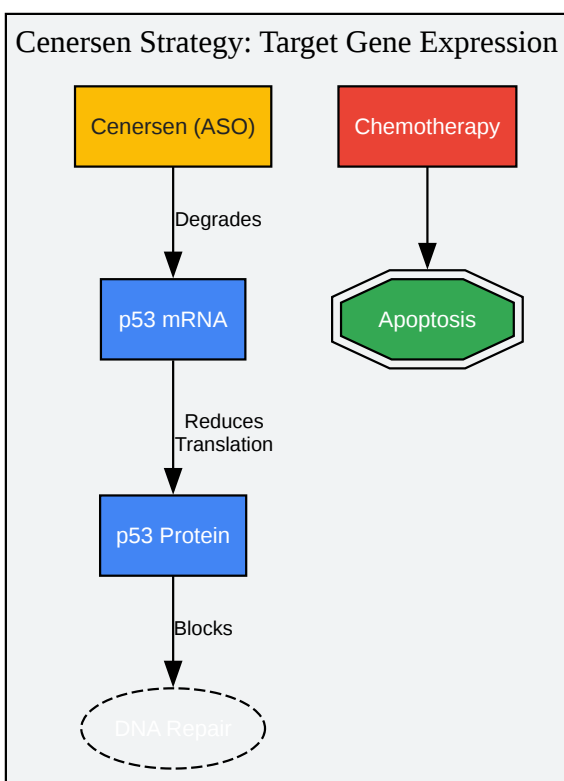 Cenersen Strategy: Target Gene Expression
Cenersen (ASO)
Chemotherapy
Degrades
p53 mRNA
Apoptosis
Reduces
Translation
p53 Protein
Blocks
DNA Repair